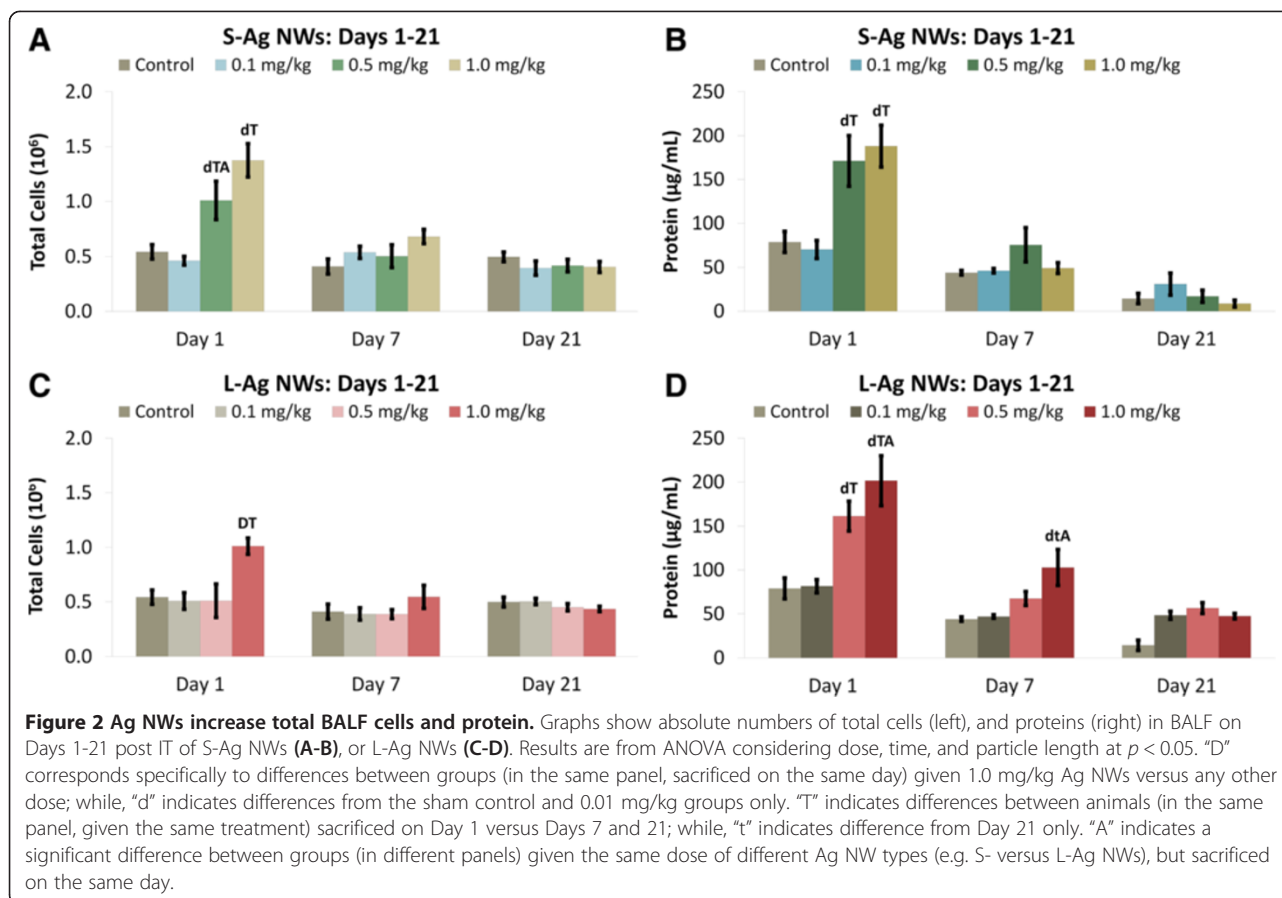 A
S-Ag NWs: Days 1-21
Control 0.1 mg/kg 0.5 mg/kg 1.0 mg/kg
Total Cells (10⁶)
2.0
1.5
1.0
0.5
0.0
dTA
dT
Day 1 Day 7 Day 21
B
S-Ag NWs: Days 1-21
Control 0.1 mg/kg 0.5 mg/kg 1.0 mg/kg
Protein (µg/mL)
250
200
150
100
50
0
dT dT
Day 1 Day 7 Day 21
C
L-Ag NWs: Days 1-21
Control 0.1 mg/kg 0.5 mg/kg 1.0 mg/kg
Total Cells (10⁶)
2.0
1.5
1.0
0.5
0.0
DT
Day 1 Day 7 Day 21
D
L-Ag NWs: Days 1-21
Control 0.1 mg/kg 0.5 mg/kg 1.0 mg/kg
Protein (µg/mL)
250
200
150
100
50
0
dT
dTA
dtA
Day 1 Day 7 Day 21
Figure 2 Ag NWs increase total BALF cells and protein. Graphs show absolute numbers of total cells (left), and proteins (right) in BALF on
Days 1-21 post IT of S-Ag NWs (A-B), or L-Ag NWs (C-D). Results are from ANOVA considering dose, time, and particle length at p < 0.05. "D"
corresponds specifically to differences between groups (in the same panel, sacrificed on the same day) given 1.0 mg/kg Ag NWs versus any other
dose; while, "d" indicates differences from the sham control and 0.01 mg/kg groups only. "T" indicates differences between animals (in the same
panel, given the same treatment) sacrificed on Day 1 versus Days 7 and 21; while, "t" indicates difference from Day 21 only. "A" indicates a
significant difference between groups (in different panels) given the same dose of different Ag NW types (e.g. S- versus L-Ag NWs), but sacrificed
on the same day.